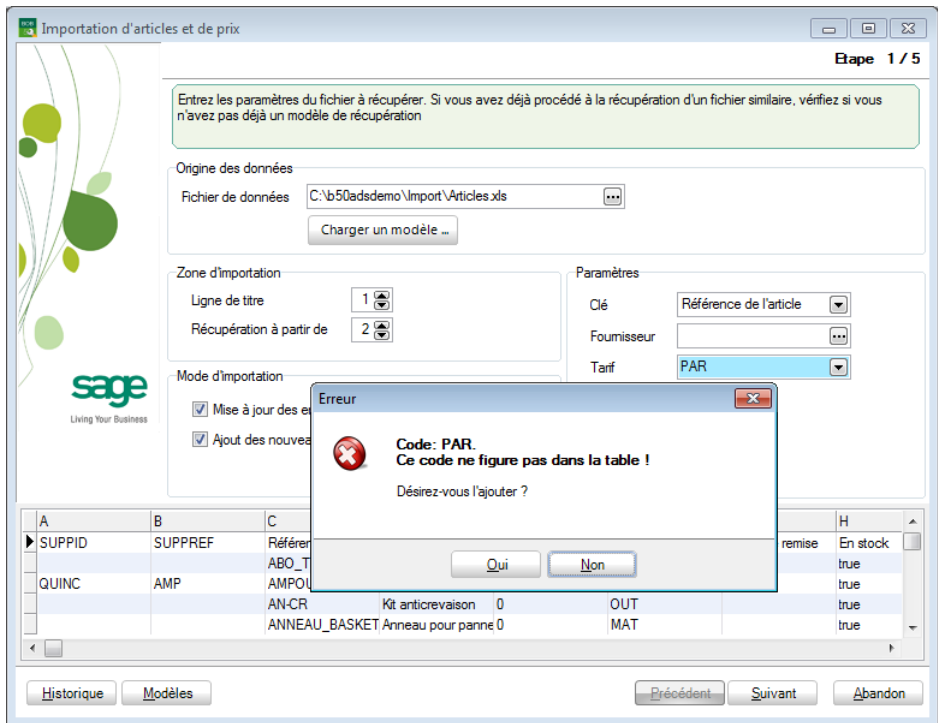 BOB
Importation d'articles et de prix
Etape 1 / 5
Entrez les paramètres du fichier à récupérer. Si vous avez déjà procédé à la récupération d'un fichier similaire, vérifiez si vous
n'avez pas déjà un modèle de récupération
Origine des données
Fichier de données C:\b50adsdemo\Import\Articles.xls ...
Charger un modèle ...
Zone d'importation
Ligne de titre 1
Récupération à partir de 2
Paramètres
Clé Référence de l'article
Fournisseur ...
Tarif PAR
Mode d'importation
Mise à jour des
Ajout des
sage
Living Your Business
Erreur
Code: PAR.
Ce code ne figure pas dans la table !
Désirez-vous l'ajouter ?
Oui Non
A B C H
SUPPID SUPPREF remise En stock
true
QUINC AMP true
AN-CR Kit anticrevaison 0 OUT true
ANNEAU_BASKET Anneau pour panne 0 MAT true
Historique Modèles Précédent Suivant Abandon